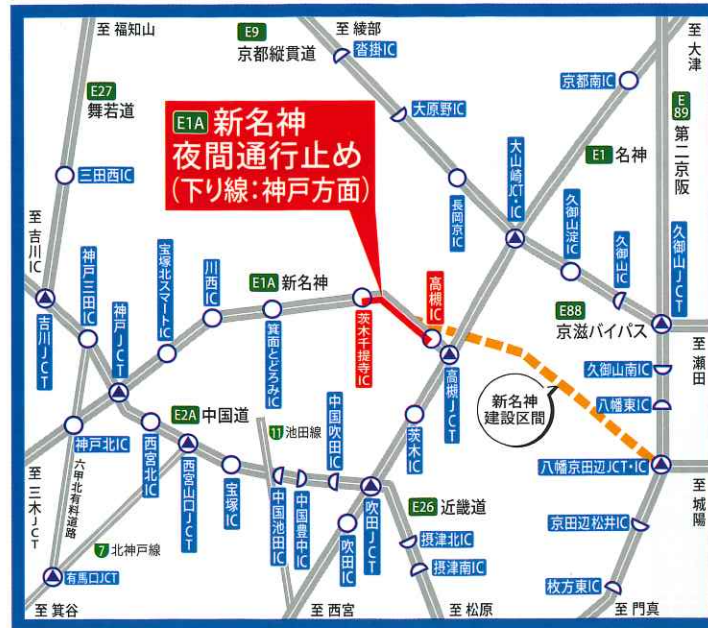 至 福知山
E9
京都縦貫道
至 綾部
沓掛IC
至 大津
京都南IC
E27
舞若道
E1A 新名神
夜間通行止め
(下り線:神戸方面)
大原野IC
E89
第二京阪
大山崎JCT・IC
E1 名神
三田西IC
長岡京IC
久御山淀IC
久御山IC
久御山JCT
至 吉川IC
神戸三田IC
宝塚北スマートIC
川西IC
E1A 新名神
高槻IC
吉川JCT
神戸JCT
箕面とどろみIC
茨木千提寺IC
E88
京滋バイパス
至 瀬田
高槻JCT
久御山南IC
新名神
建設区間
八幡東IC
E2A 中国道
11 池田線
中国吹田IC
茨木IC
神戸北IC
西宮北IC
西宮山口JCT
宝塚IC
中国池田IC
中国豊中IC
吹田JCT
八幡京田辺JCT・IC
至 三木JCT
六甲北有料道路
E26 近畿道
至 城陽
吹田IC
京田辺松井IC
7 北神戸線
摂津北IC
有馬口JCT
摂津南IC
枚方東IC
至 箕谷
至 西宮
至 松原
至 門真